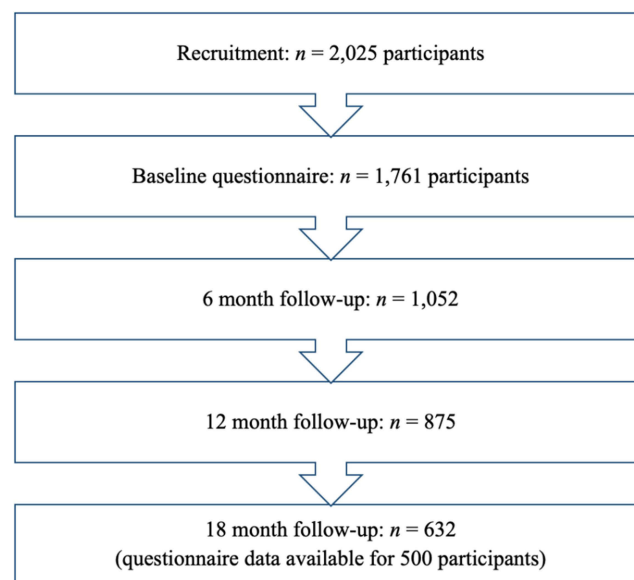 Recruitment: n = 2,025 participants
Baseline questionnaire: n = 1,761 participants
6 month follow-up: n = 1,052
12 month follow-up: n = 875
18 month follow-up: n = 632
(questionnaire data available for 500 participants)